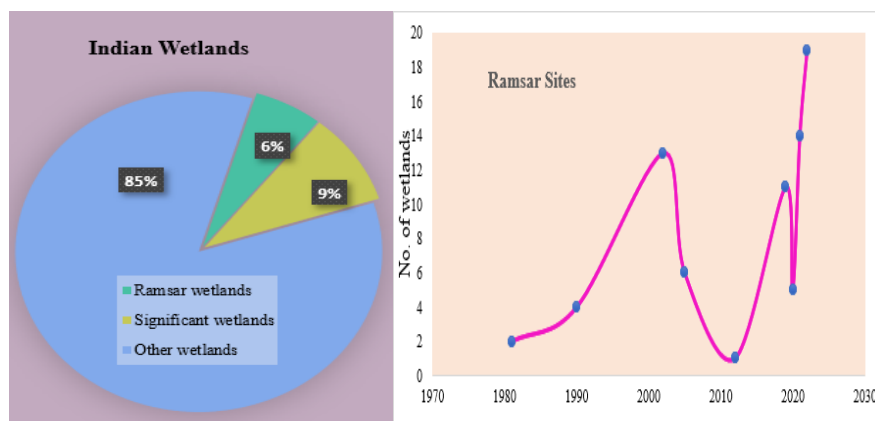 Indian Wetlands
85%
6%
9%
Ramsar wetlands
Significant wetlands
Other wetlands
Ramsar Sites
No. of wetlands
20
18
16
14
12
10
8
6
4
2
0
1970 1980 1990 2000 2010 2020 2030